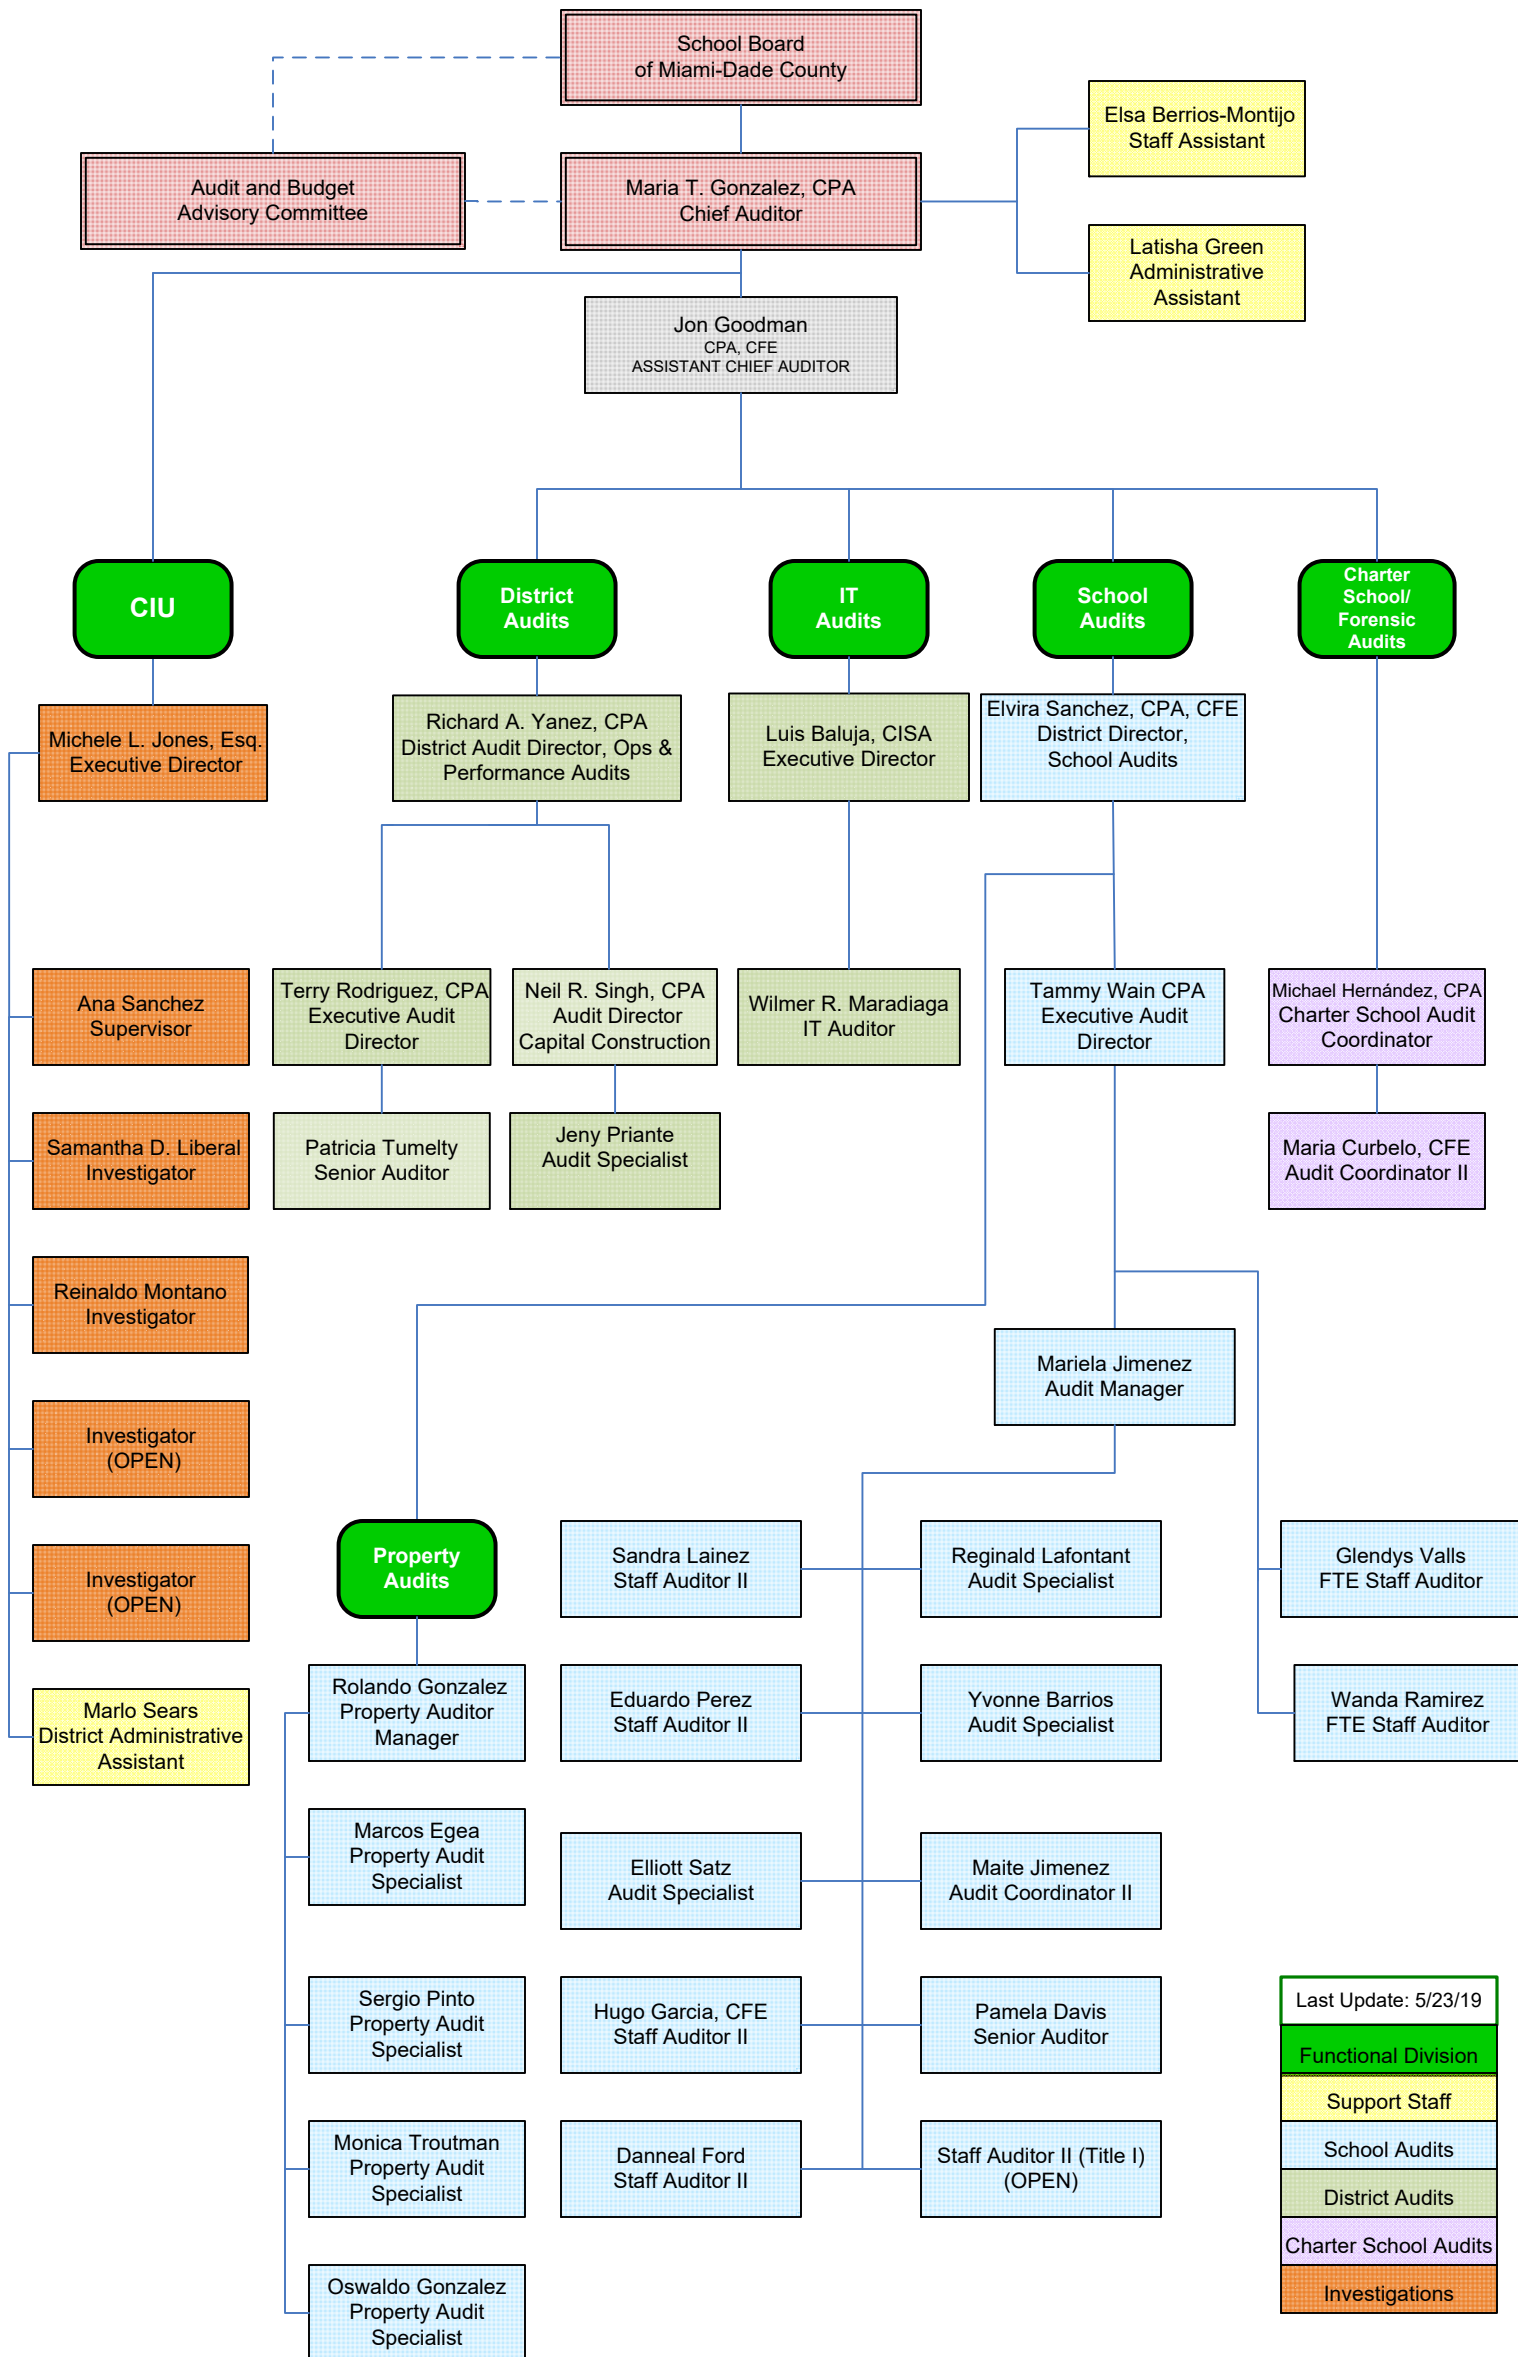 School Board
of Miami-Dade County
Elsa Berrios-Montijo
Staff Assistant
Audit and Budget
Advisory Committee
Maria T. Gonzalez, CPA
Chief Auditor
Latisha Green
Administrative
Assistant
Jon Goodman
CPA, CFE
ASSISTANT CHIEF AUDITOR
CIU
District
Audits
IT
Audits
School
Audits
Charter
School/
Forensic
Audits
Michele L. Jones, Esq.
Executive Director
Richard A. Yanez, CPA
District Audit Director, Ops &
Performance Audits
Luis Baluja, CISA
Executive Director
Elvira Sanchez, CPA, CFE
District Director,
School Audits
Ana Sanchez
Supervisor
Terry Rodriguez, CPA
Executive Audit
Director
Neil R. Singh, CPA
Audit Director
Capital Construction
Wilmer R. Maradiaga
IT Auditor
Tammy Wain CPA
Executive Audit
Director
Michael Hernández, CPA
Charter School Audit
Coordinator
Samantha D. Liberal
Investigator
Patricia Tumelty
Senior Auditor
Jeny Priante
Audit Specialist
Maria Curbelo, CFE
Audit Coordinator II
Reinaldo Montano
Investigator
Mariela Jimenez
Audit Manager
Investigator
(OPEN)
Investigator
(OPEN)
Property
Audits
Sandra Lainez
Staff Auditor II
Reginald Lafontant
Audit Specialist
Glendys Valls
FTE Staff Auditor
Marlo Sears
District Administrative
Assistant
Rolando Gonzalez
Property Auditor
Manager
Eduardo Perez
Staff Auditor II
Yvonne Barrios
Audit Specialist
Wanda Ramirez
FTE Staff Auditor
Marcos Egea
Property Audit
Specialist
Elliott Satz
Audit Specialist
Maite Jimenez
Audit Coordinator II
Sergio Pinto
Property Audit
Specialist
Hugo Garcia, CFE
Staff Auditor II
Pamela Davis
Senior Auditor
Monica Troutman
Property Audit
Specialist
Danneal Ford
Staff Auditor II
Staff Auditor II (Title I)
(OPEN)
Oswaldo Gonzalez
Property Audit
Specialist
Last Update: 5/23/19
Functional Division
Support Staff
School Audits
District Audits
Charter School Audits
Investigations